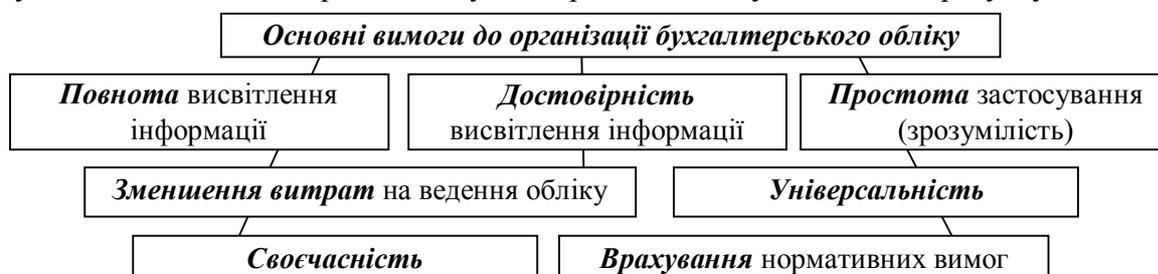 Основні вимоги до організації бухгалтерського обліку
Повнота висвітлення
інформації
Достовірність
висвітлення інформації
Простота застосування
(зрозумілість)
Зменшення витрат на ведення обліку
Універсальність
Своєчасність
Врахування нормативних вимог